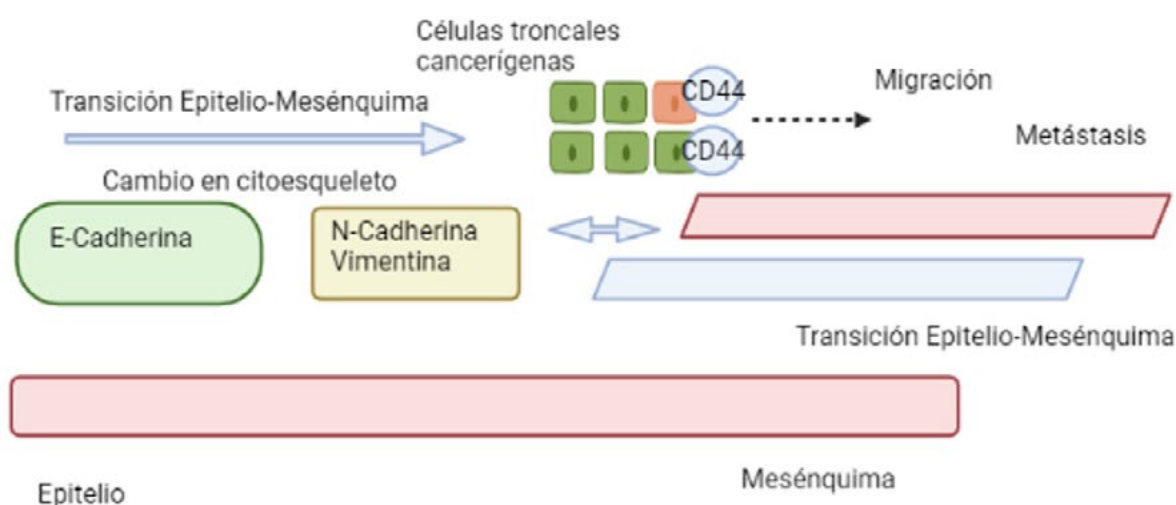 Células troncales
cancerígenas
Transición Epitelio-Mesénquima
CD44
Migración
CD44
Metástasis
Cambio en citoesqueleto
E-Cadherina
N-Cadherina
Vimentina
Transición Epitelio-Mesénquima
Epitelio
Mesénquima